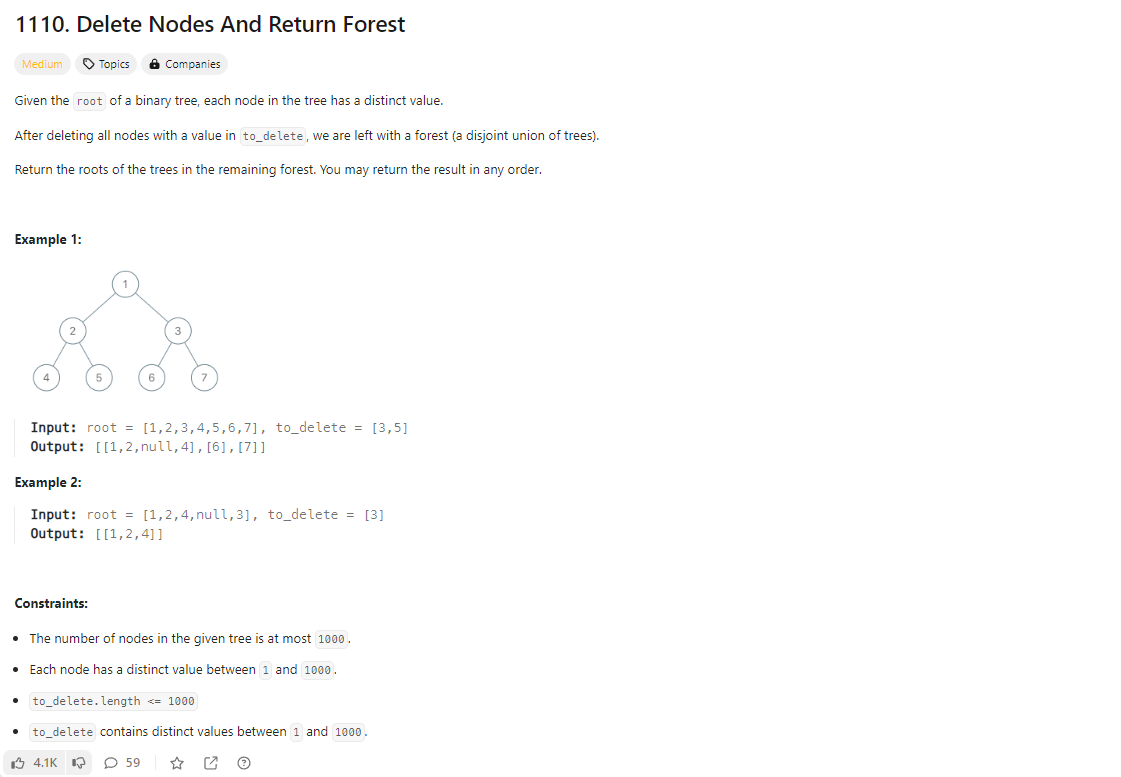 1110. Delete Nodes And Return Forest
Medium Topics Companies
Given the root of a binary tree, each node in the tree has a distinct value.
After deleting all nodes with a value in to_delete, we are left with a forest (a disjoint union of trees).
Return the roots of the trees in the remaining forest. You may return the result in any order.
Example 1:
1
2 3
4 5 6 7
Input: root = [1,2,3,4,5,6,7], to_delete = [3,5]
Output: [[1,2,null,4],[6],[7]]
Example 2:
Input: root = [1,2,4,null,3], to_delete = [3]
Output: [[1,2,4]]
Constraints:
• The number of nodes in the given tree is at most 1000.
• Each node has a distinct value between 1 and 1000.
• to_delete.length <= 1000
• to_delete contains distinct values between 1 and 1000.
4.1K 59